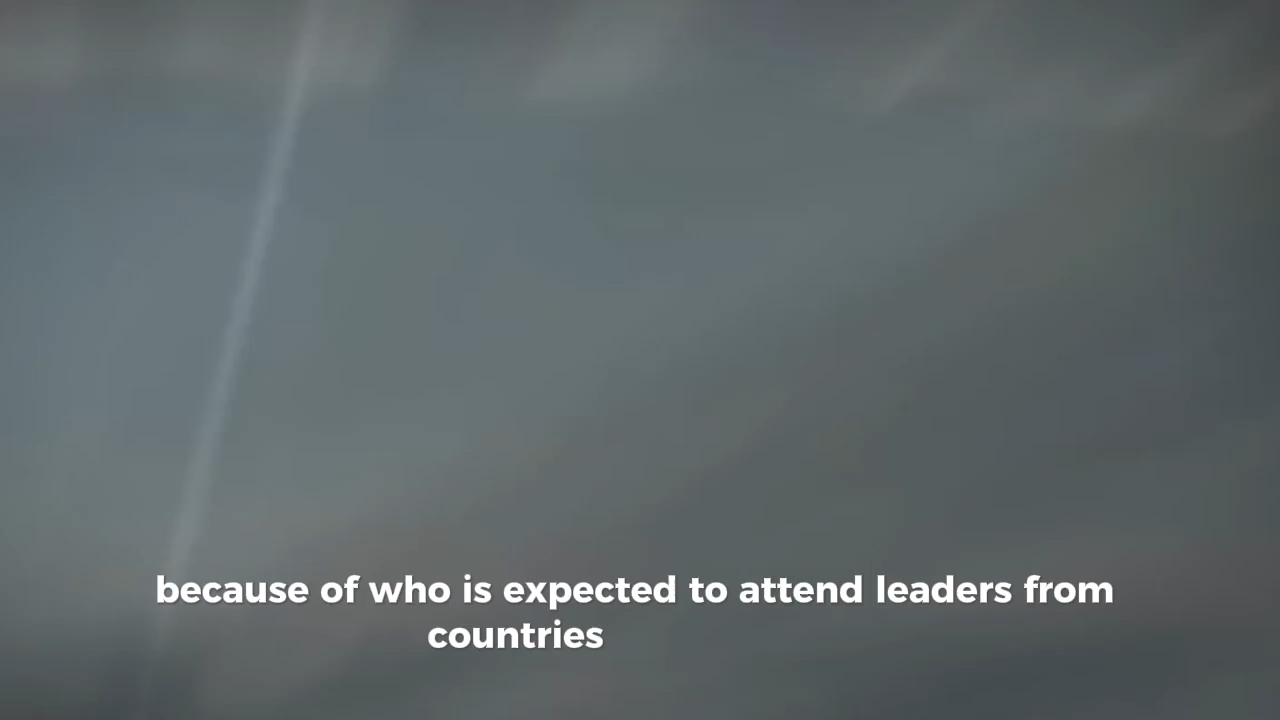 because of who is expected to attend leaders from
countries